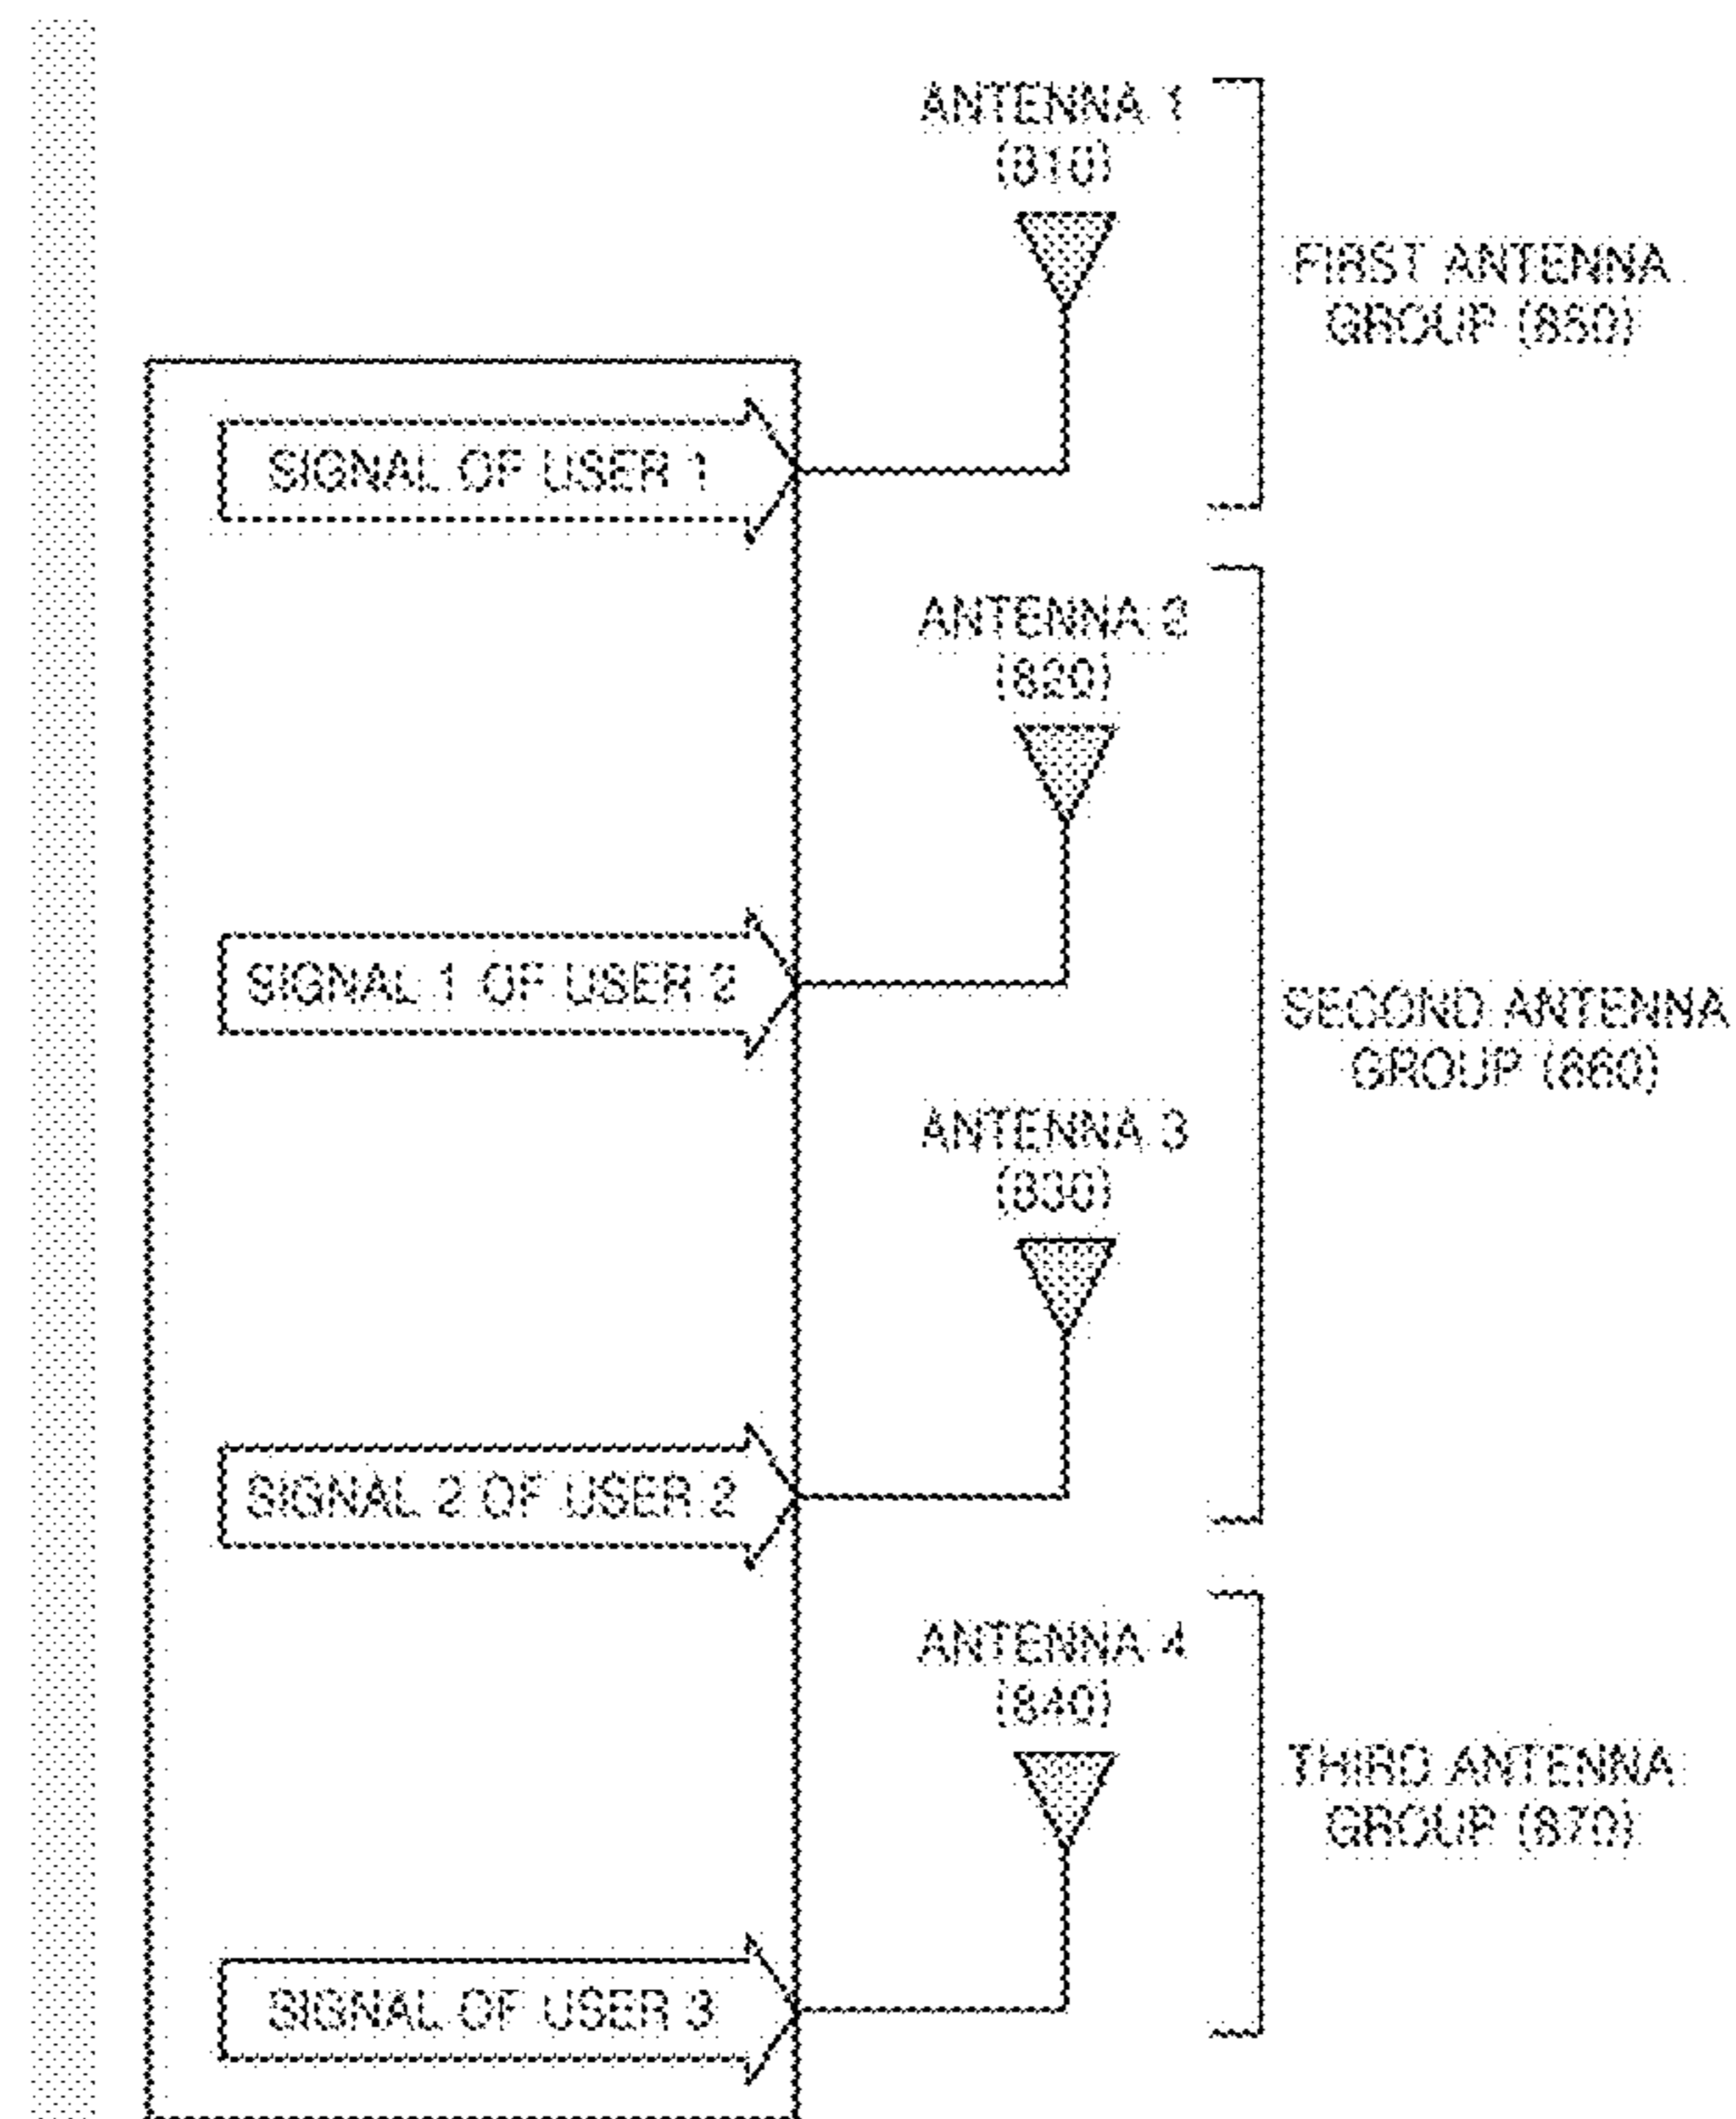 ANTENNA 1
(810)
FIRST ANTENNA
GROUP (850)
SIGNAL OF USER 1
ANTENNA 2
(820)
SIGNAL 1 OF USER 2
SECOND ANTENNA
GROUP (860)
ANTENNA 3
(830)
SIGNAL 2 OF USER 2
ANTENNA 4
(840)
THIRD ANTENNA
GROUP (870)
SIGNAL OF USER 3